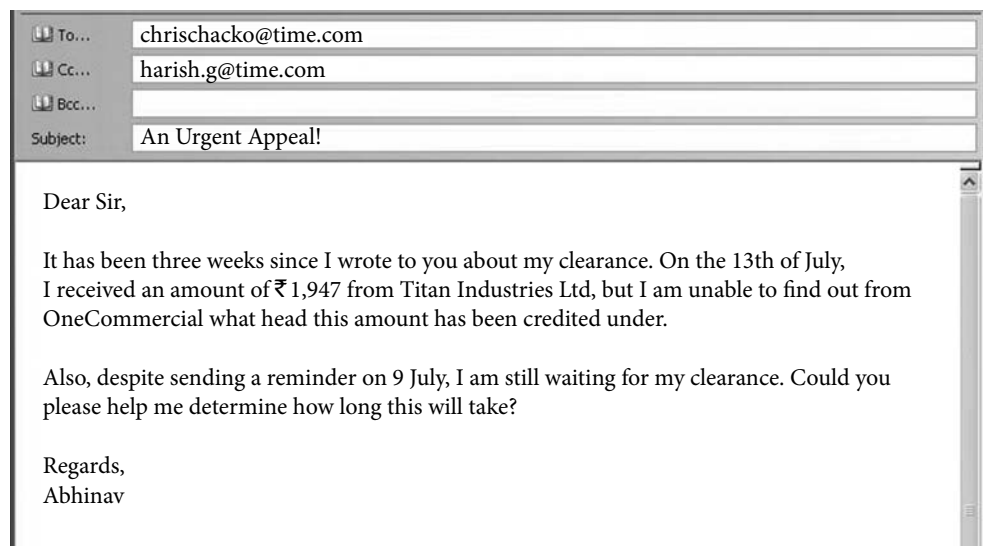 To... chrischacko@time.com
Cc... harish.g@time.com
Bcc...
Subject: An Urgent Appeal!
Dear Sir,
It has been three weeks since I wrote to you about my clearance. On the 13th of July,
I received an amount of ₹1,947 from Titan Industries Ltd, but I am unable to find out from
OneCommercial what head this amount has been credited under.
Also, despite sending a reminder on 9 July, I am still waiting for my clearance. Could you
please help me determine how long this will take?
Regards,
Abhinav